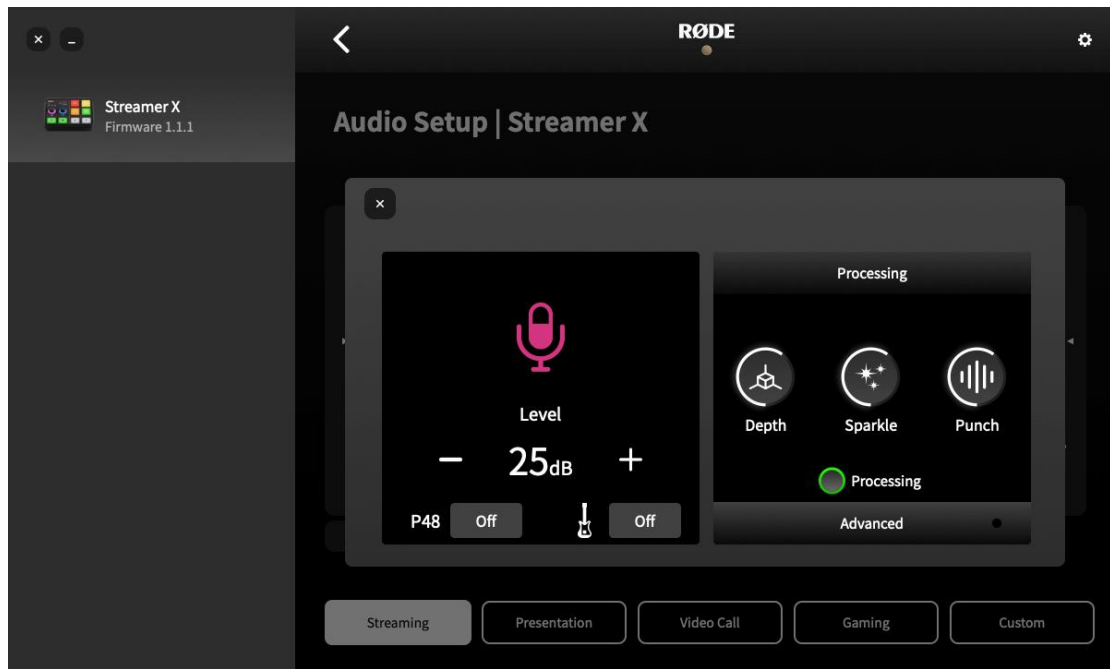 RØDE
Streamer X
Firmware 1.1.1
Audio Setup | Streamer X
Processing
Level
25dB
Depth
Sparkle
Punch
Processing
P48
Off
Off
Advanced
Streaming
Presentation
Video Call
Gaming
Custom